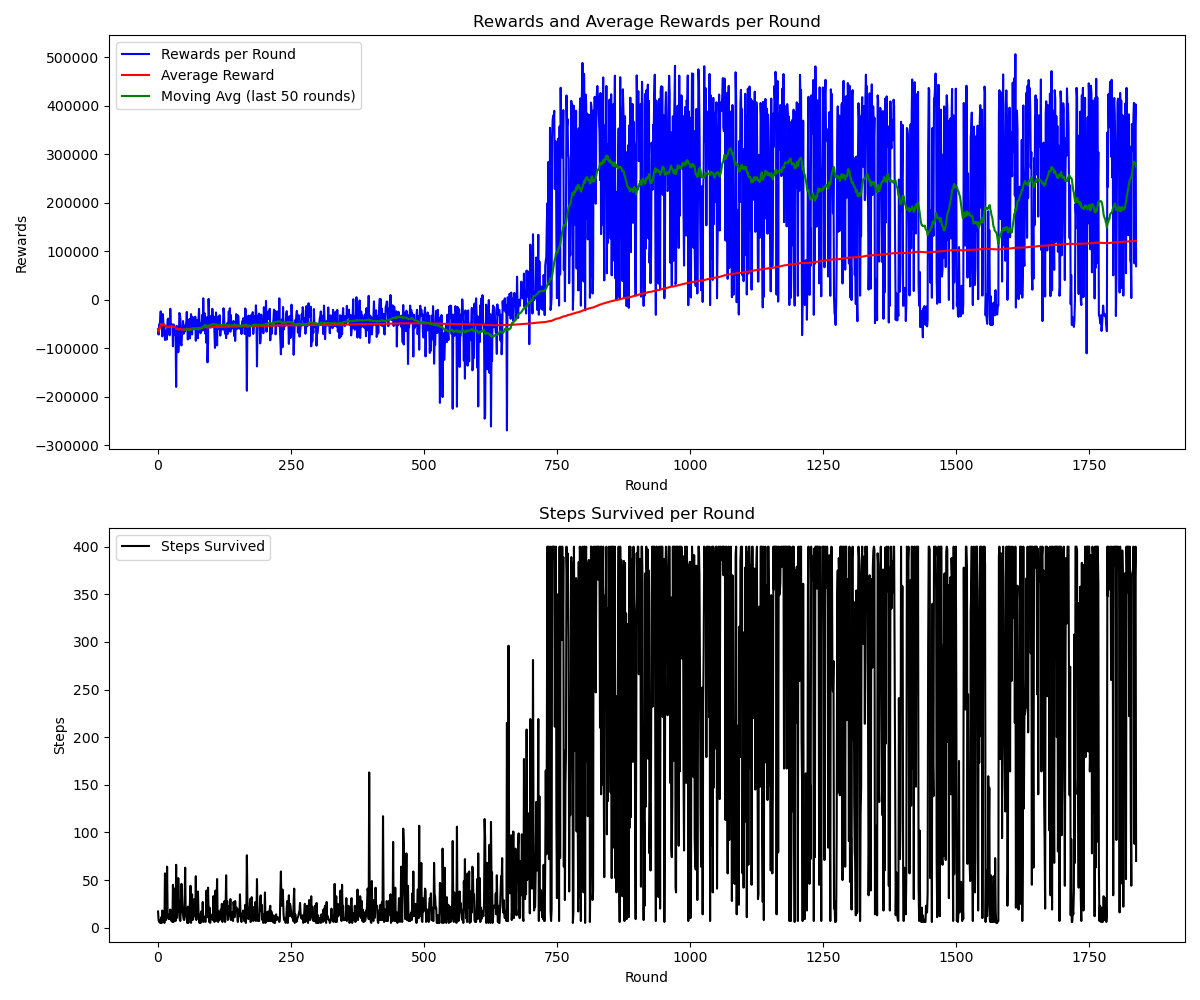 Rewards and Average Rewards per Round
Rewards per Round
Average Reward
Moving Avg (last 50 rounds)
500000
400000
300000
200000
100000
0
−100000
−200000
−300000
Rewards
0 250 500 750 1000 1250 1500 1750
Round
Steps Survived per Round
Steps Survived
400
350
300
250
200
150
100
50
0
Steps
0 250 500 750 1000 1250 1500 1750
Round